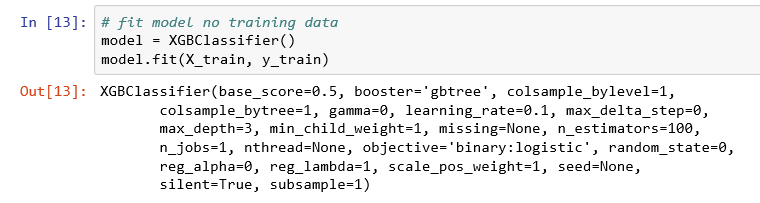 In [13]: # fit model no training data
model = XGBClassifier()
model.fit(X_train, y_train)
Out[13]: XGBClassifier(base_score=0.5, booster='gbtree', colsample_bylevel=1,
colsample_bytree=1, gamma=0, learning_rate=0.1, max_delta_step=0,
max_depth=3, min_child_weight=1, missing=None, n_estimators=100,
n_jobs=1, nthread=None, objective='binary:logistic', random_state=0,
reg_alpha=0, reg_lambda=1, scale_pos_weight=1, seed=None,
silent=True, subsample=1)